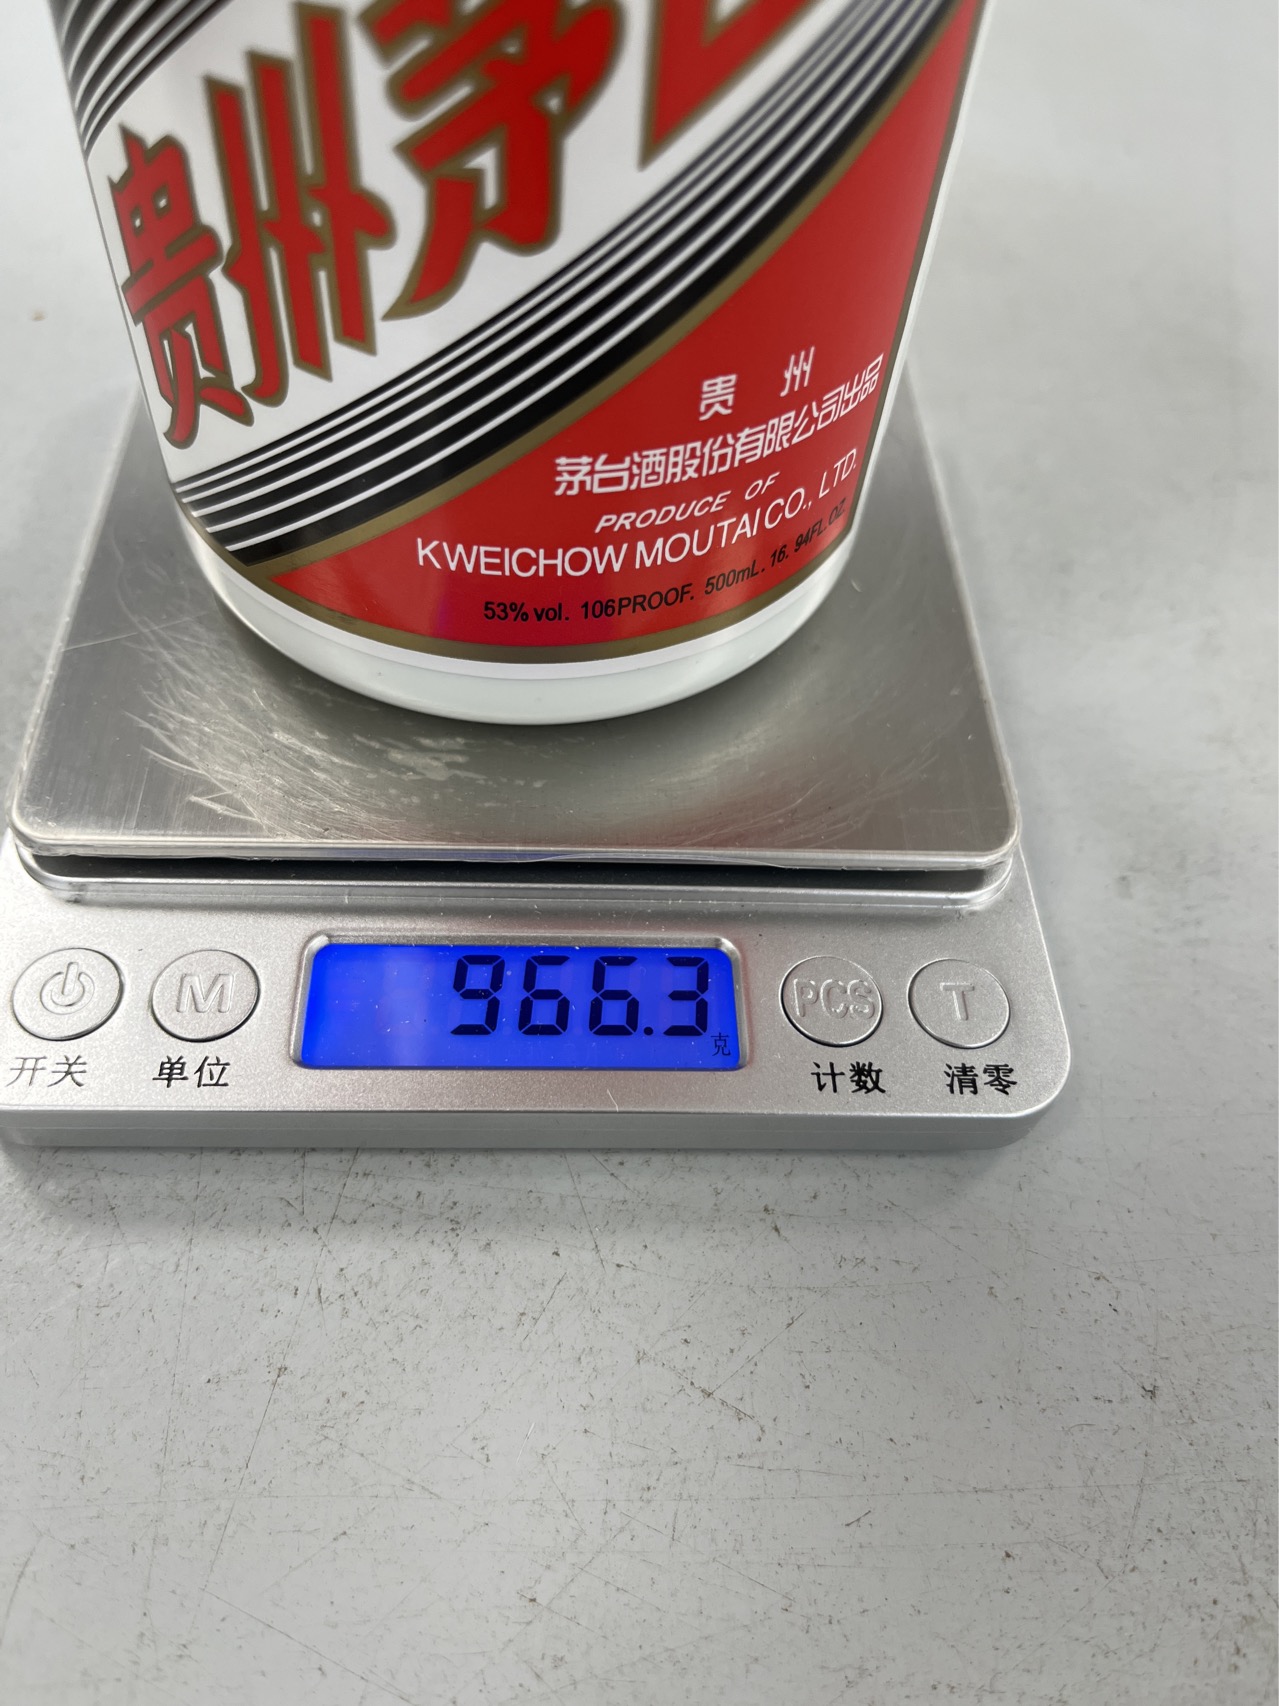 贵州茅
贵 州
茅台酒股份有限公司出品
PRODUCE OF
KWEICHOW MOUTAI CO., LTD.
53% vol. 106PROOF. 500mL. 16. 94FL.OZ.
966.3
克
M
PCS
T
开关
单位
计数
清零